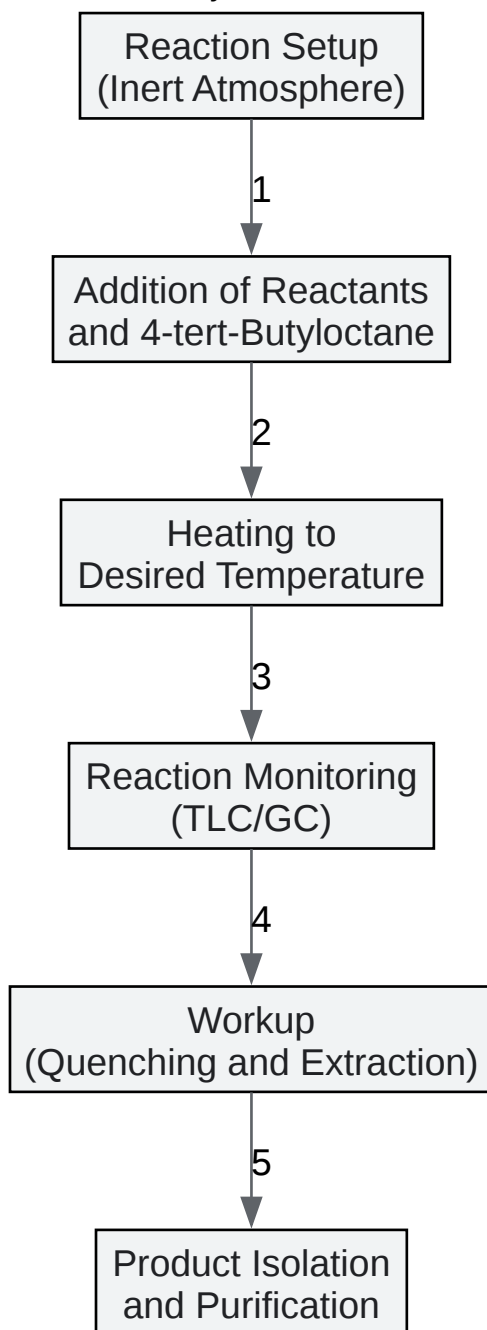 Reaction Setup
(Inert Atmosphere)
1
Addition of Reactants
and 4-tert-Butyloctane
2
Heating to
Desired Temperature
3
Reaction Monitoring
(TLC/GC)
4
Workup
(Quenching and Extraction)
5
Product Isolation
and Purification